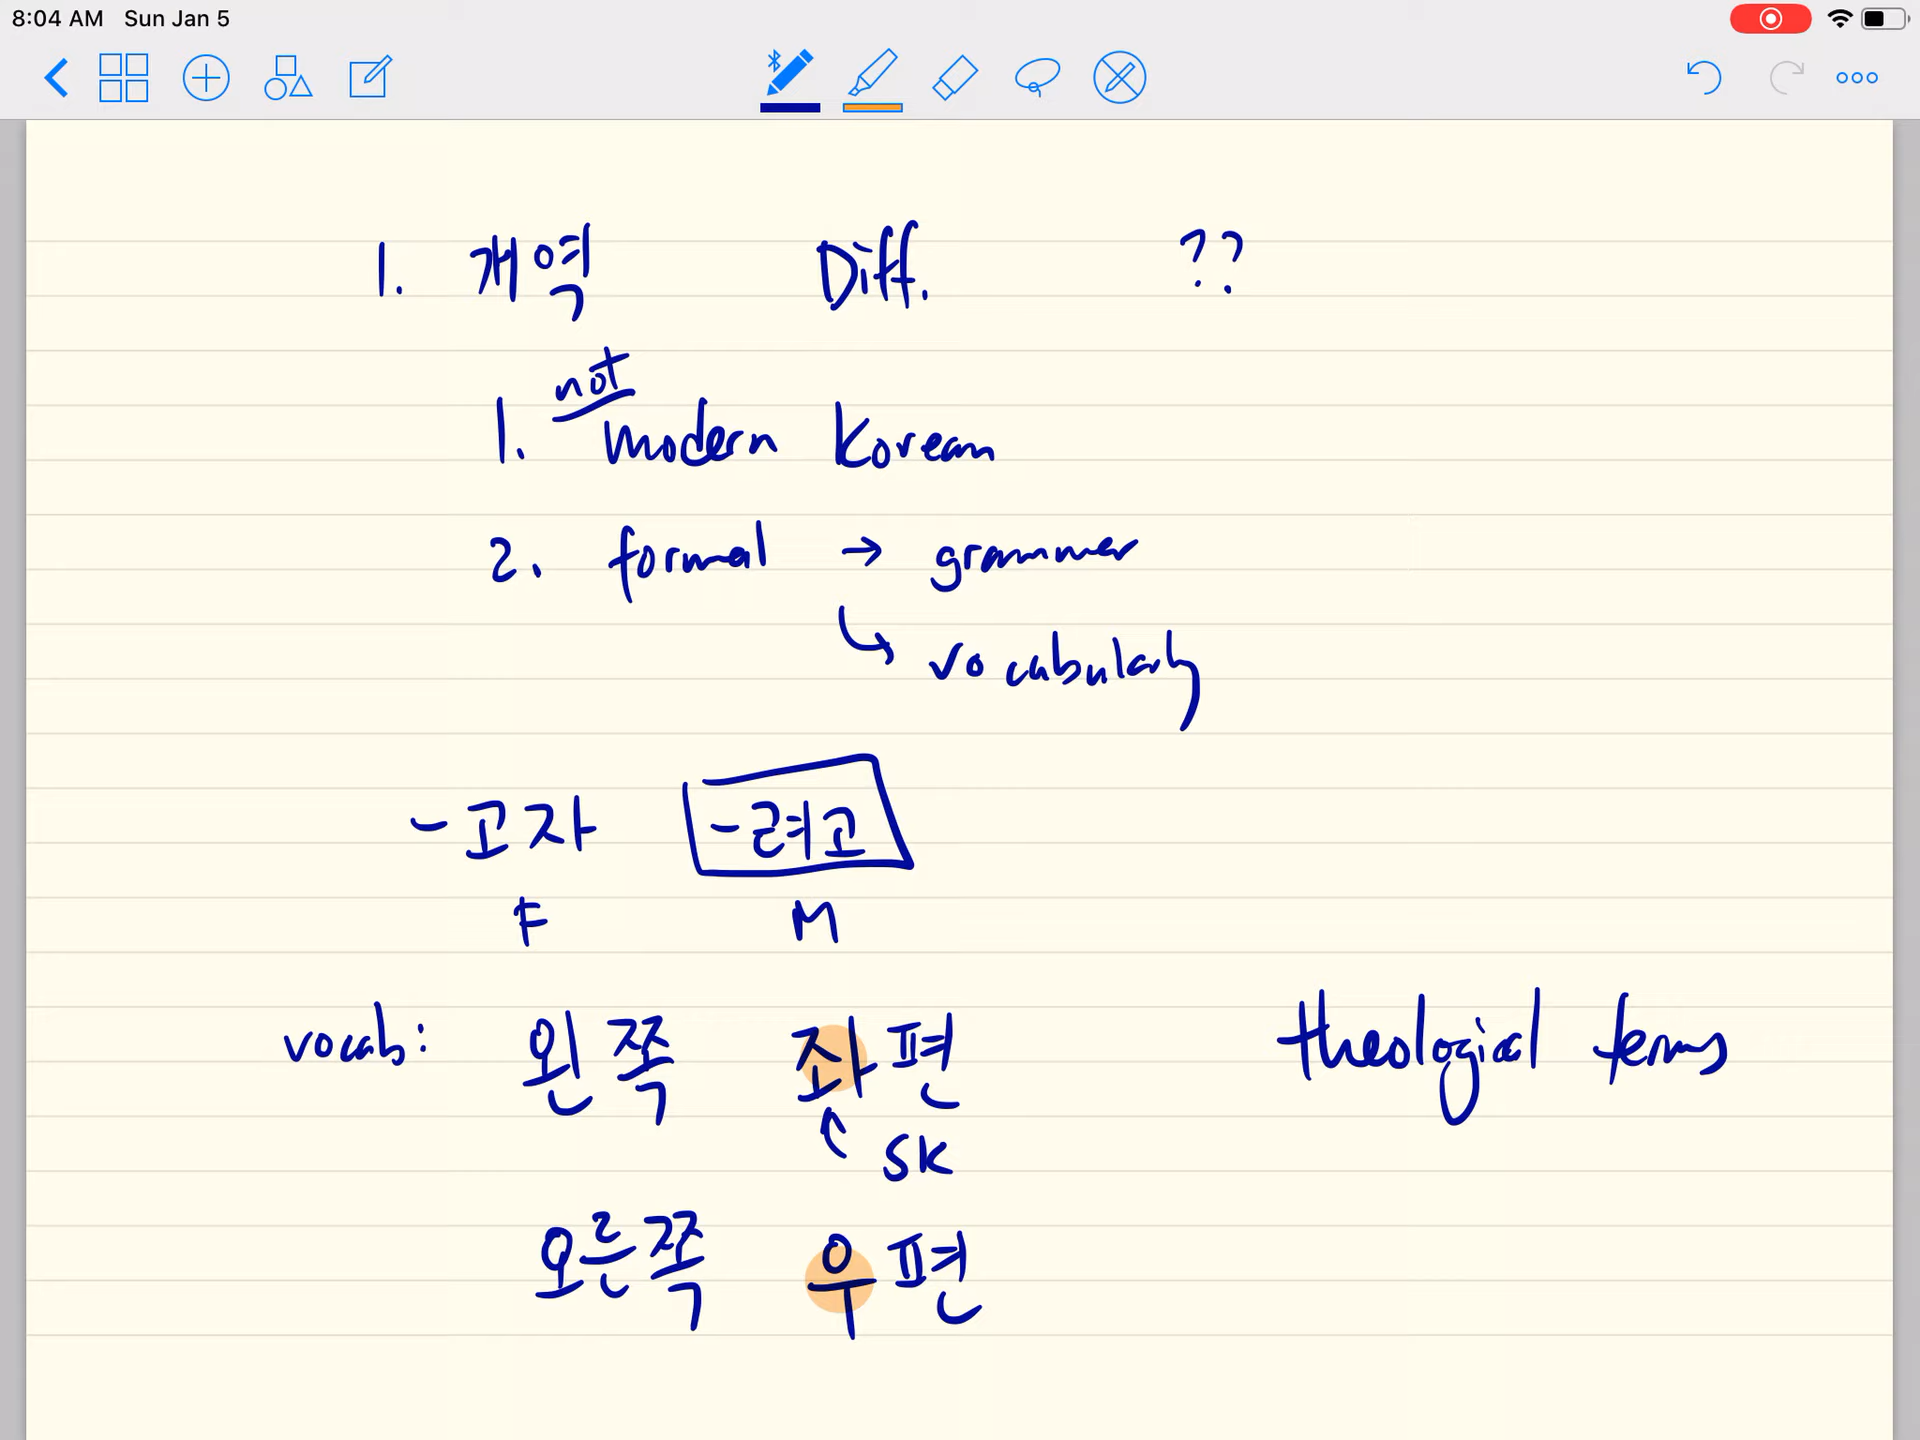 8:04 AM Sun Jan 5
1. 개역 Diff. ??
not
1. modern Korean
2. formal → grammer
vocabulary
-고자 -려고
F M
vocab: 왼쪽 좌편 theological terms
SK
오른쪽 우편